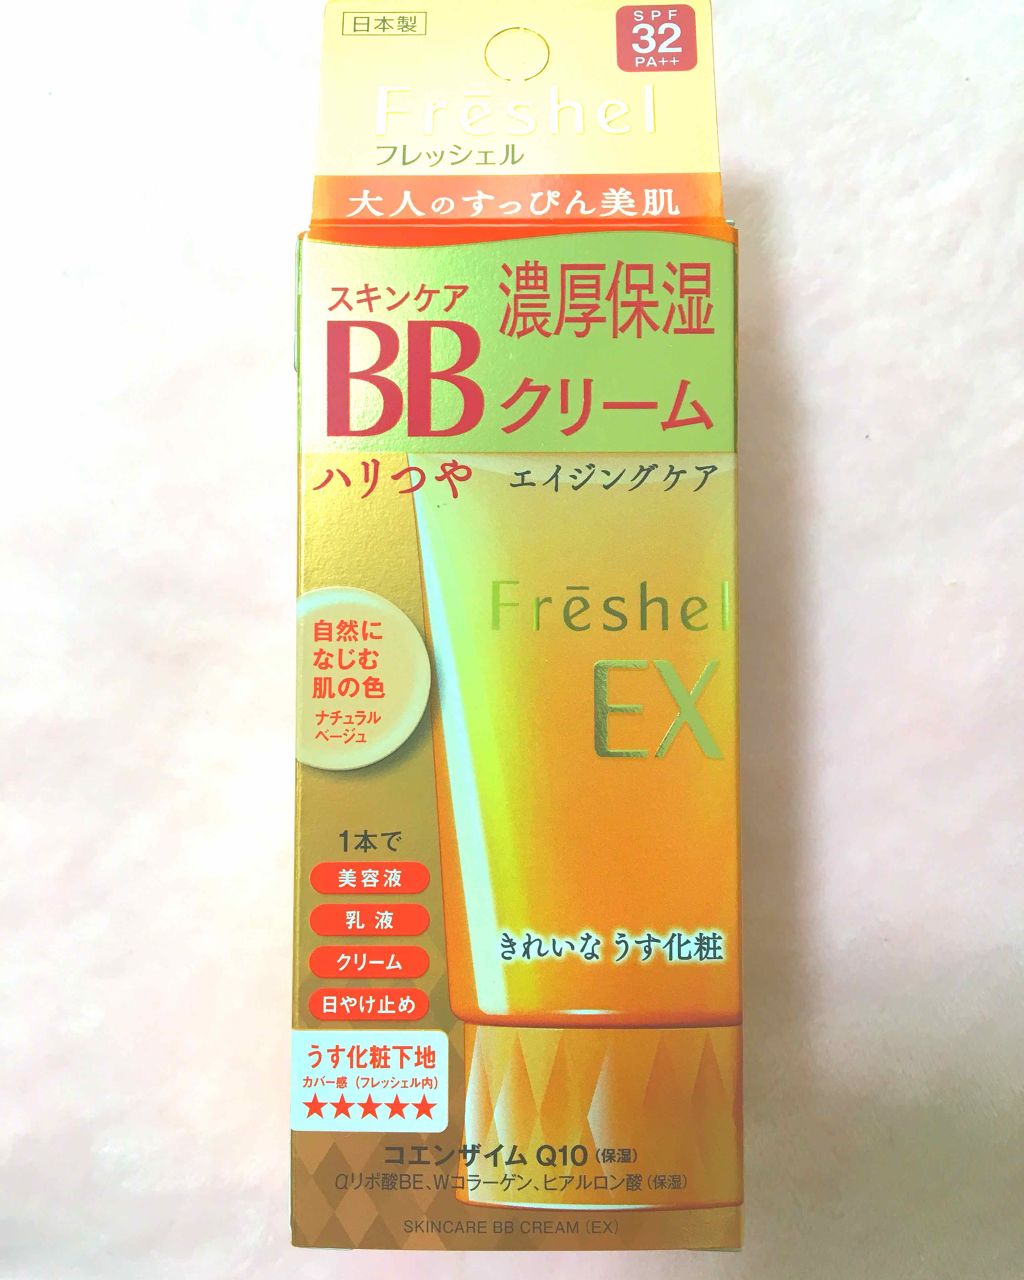 日本製
SPF
32
PA++
Frēshel
フレッシェル
大人のすっぴん美肌
スキンケア
BB
濃厚保湿
クリーム
ハリつや
エイジングケア
Frēshel
EX
自然に
なじむ
肌の色
ナチュラル
ベージュ
1本で
美容液
乳液
クリーム
日やけ止め
きれいな うす化粧
うす化粧下地
カバー感（フレッシェル内）
★★★★★
コエンザイム Q10（保湿）
αリポ酸BE、Wコラーゲン、ヒアルロン酸（保湿）
SKINCARE BB CREAM (EX)